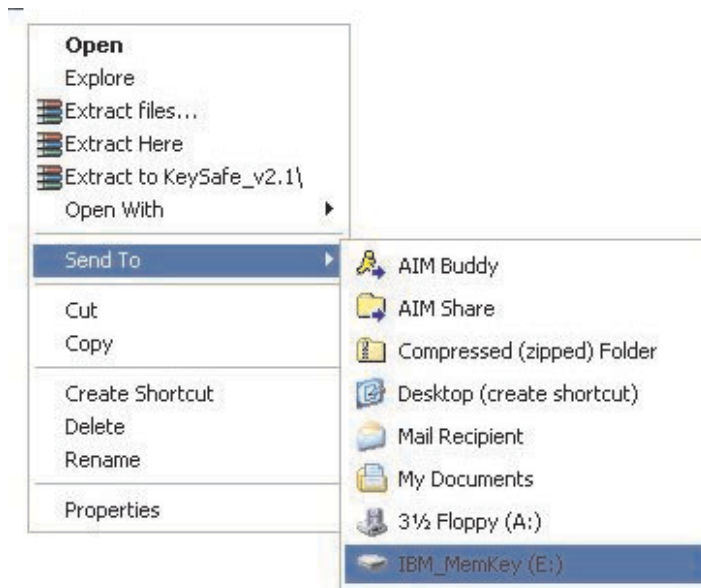 Open
Explore
Extract files...
Extract Here
Extract to KeySafe_v2.1\
Open With
Send To
Cut
Copy
Create Shortcut
Delete
Rename
Properties
AIM Buddy
AIM Share
Compressed (zipped) Folder
Desktop (create shortcut)
Mail Recipient
My Documents
3½ Floppy (A:)
IBM_MemKey (E:)